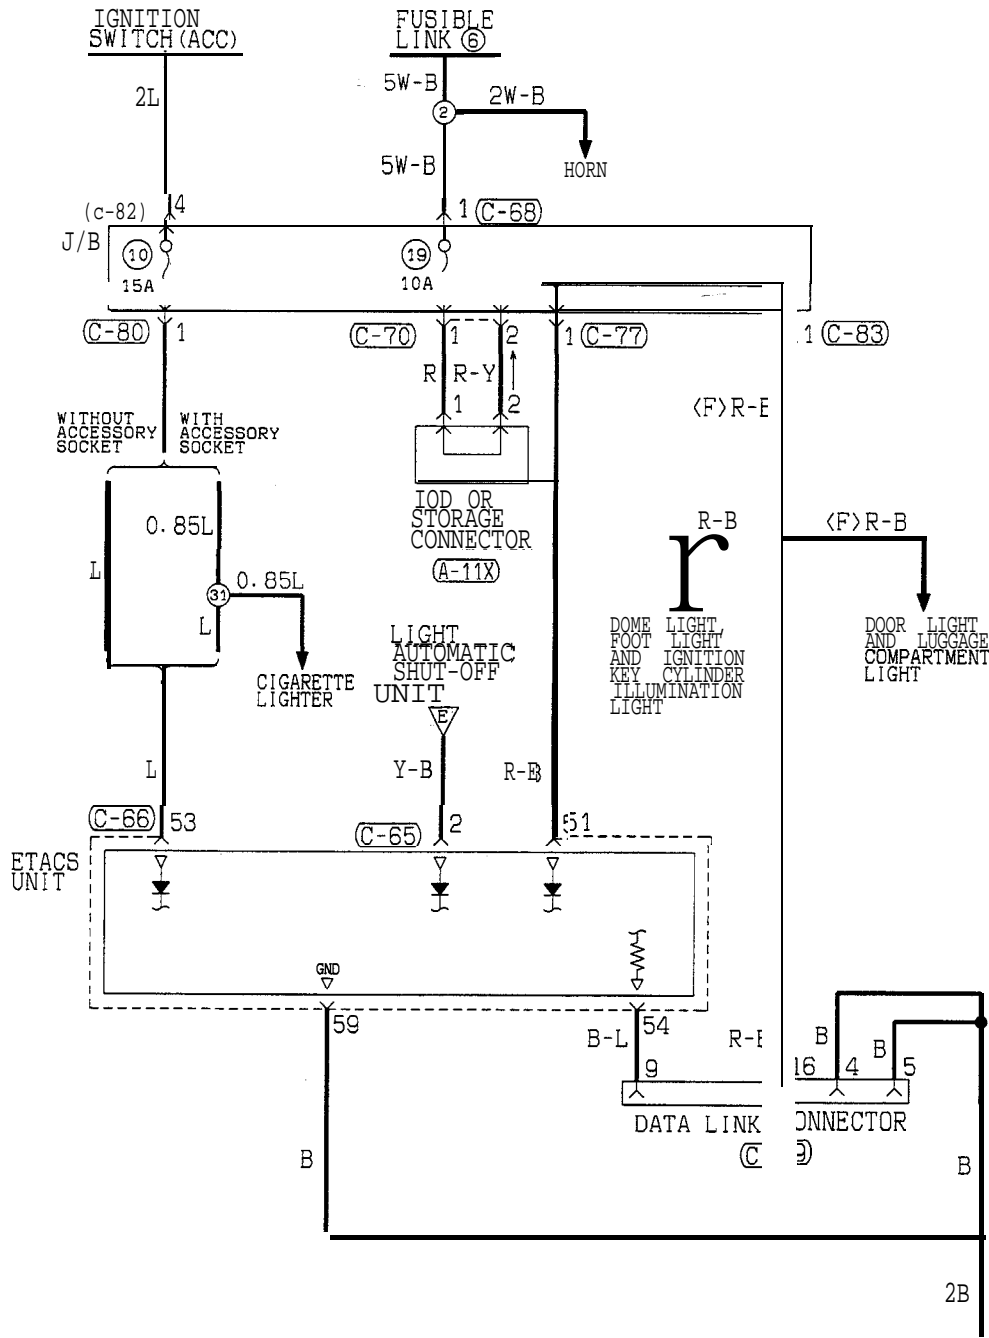 IGNITION
SWITCH(ACC)
FUSIBLE
LINK ⑥
2L
5W-B
2
2W-B
5W-B
HORN
(c-82)
4
1
C-68
J/B
10
15A
19
10A
C-80
1
C-70
1
2
1
C-77
1
C-83
R
R-Y
1
2
<F>R-B
WITHOUT
ACCESSORY
SOCKET
WITH
ACCESSORY
SOCKET
IOD OR
STORAGE
CONNECTOR
A-11X
0.85L
R-B
<F>R-B
r
L
31
0.85L
L
CIGARETTE
LIGHTER
LIGHT
AUTOMATIC
SHUT-OFF
UNIT
E
DOME LIGHT,
FOOT LIGHT
AND IGNITION
KEY CYLINDER
ILLUMINATION
LIGHT
DOOR LIGHT
AND LUGGAGE
COMPARTMENT
LIGHT
L
Y-B
R-B
C-66
53
C-65
2
51
ETACS
UNIT
GND
59
54
B-L
9
R-
16
B
4
B
5
DATA LINK ONNECTOR
(C 9)
B
B
2B